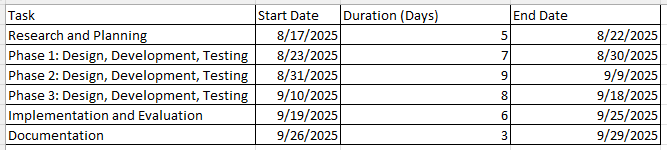 Task Start Date Duration (Days) End Date
Research and Planning 8/17/2025 5 8/22/2025
Phase 1: Design, Development, Testing 8/23/2025 7 8/30/2025
Phase 2: Design, Development, Testing 8/31/2025 9 9/9/2025
Phase 3: Design, Development, Testing 9/10/2025 8 9/18/2025
Implementation and Evaluation 9/19/2025 6 9/25/2025
Documentation 9/26/2025 3 9/29/2025